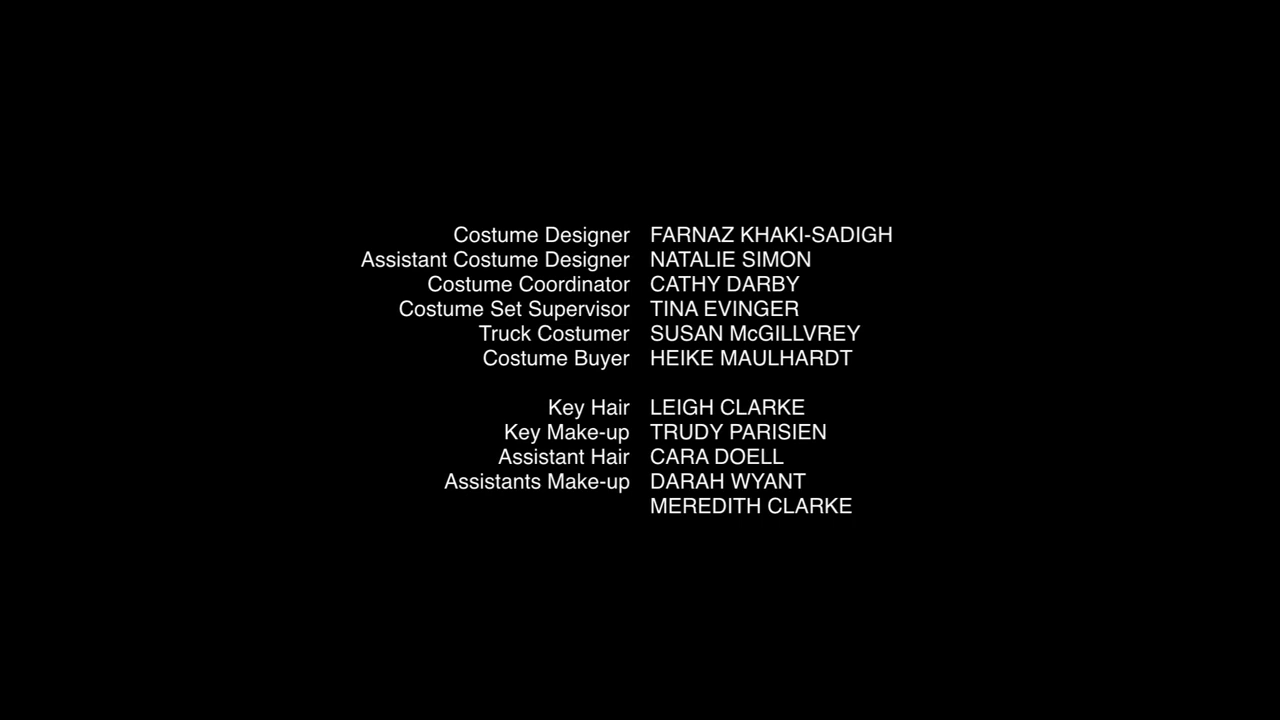 Costume Designer FARNAZ KHAKI-SADIGH
Assistant Costume Designer NATALIE SIMON
Costume Coordinator CATHY DARBY
Costume Set Supervisor TINA EVINGER
Truck Costumer SUSAN McGILLVREY
Costume Buyer HEIKE MAULHARDT
Key Hair LEIGH CLARKE
Key Make-up TRUDY PARISIEN
Assistant Hair CARA DOELL
Assistants Make-up DARAH WYANT
MEREDITH CLARKE